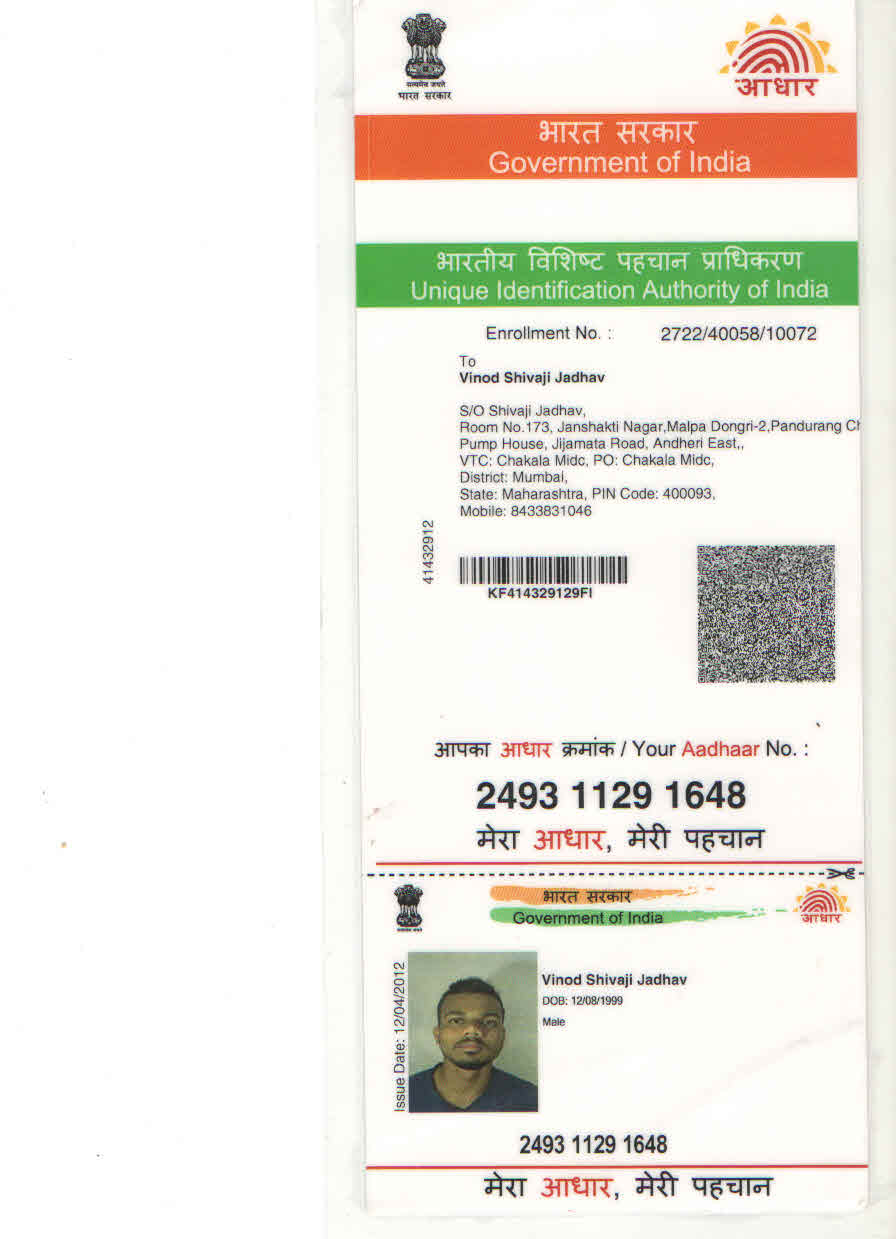 सत्यमेव जयते
भारत सरकार
आधार
भारत सरकार
Government of India
भारतीय विशिष्ट पहचान प्राधिकरण
Unique Identification Authority of India
Enrollment No. : 2722/40058/10072
To
Vinod Shivaji Jadhav
S/O Shivaji Jadhav,
Room No.173, Janshakti Nagar,Malpa Dongri-2,Pandurang Ch
Pump House, Jijamata Road, Andheri East,,
VTC: Chakala Midc, PO: Chakala Midc,
District: Mumbai,
State: Maharashtra, PIN Code: 400093,
Mobile: 8433831046
41432912
KF414329129FI
आपका आधार क्रमांक / Your Aadhaar No. :
2493 1129 1648
मेरा आधार, मेरी पहचान
भारत सरकार
Government of India
आधार
Issue Date: 12/04/2012
Vinod Shivaji Jadhav
DOB: 12/08/1999
Male
2493 1129 1648
मेरा आधार, मेरी पहचान